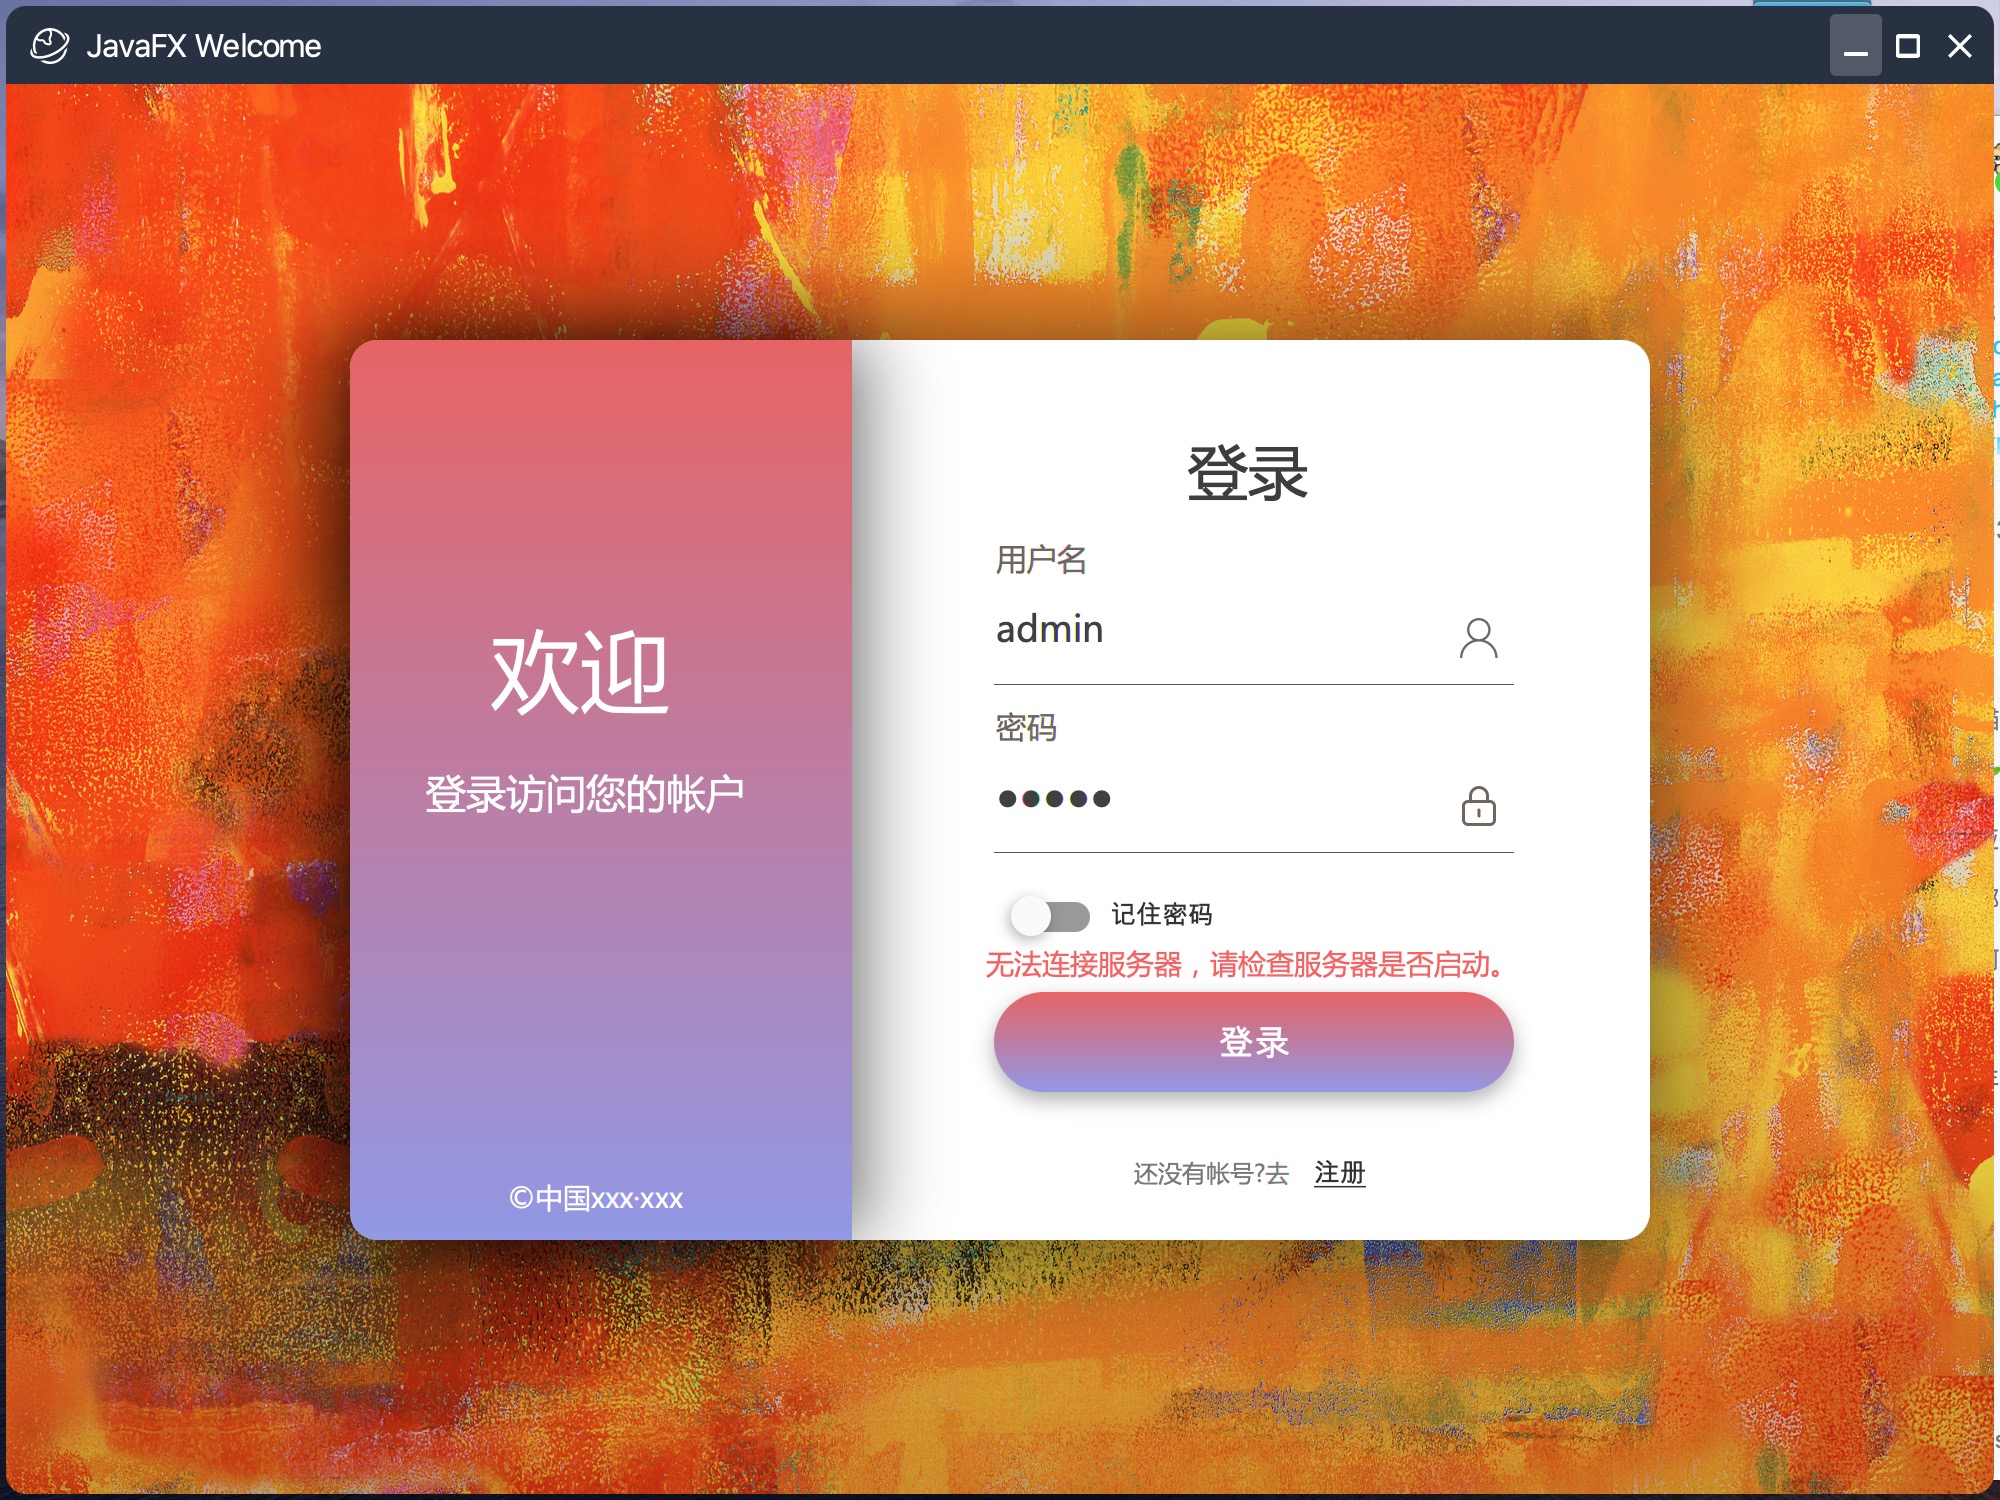 JavaFX Welcome
欢迎
登录访问您的帐户
©中国xxx·xxx
登录
用户名
admin
密码
记住密码
无法连接服务器，请检查服务器是否启动。
登录
还没有帐号?去 注册